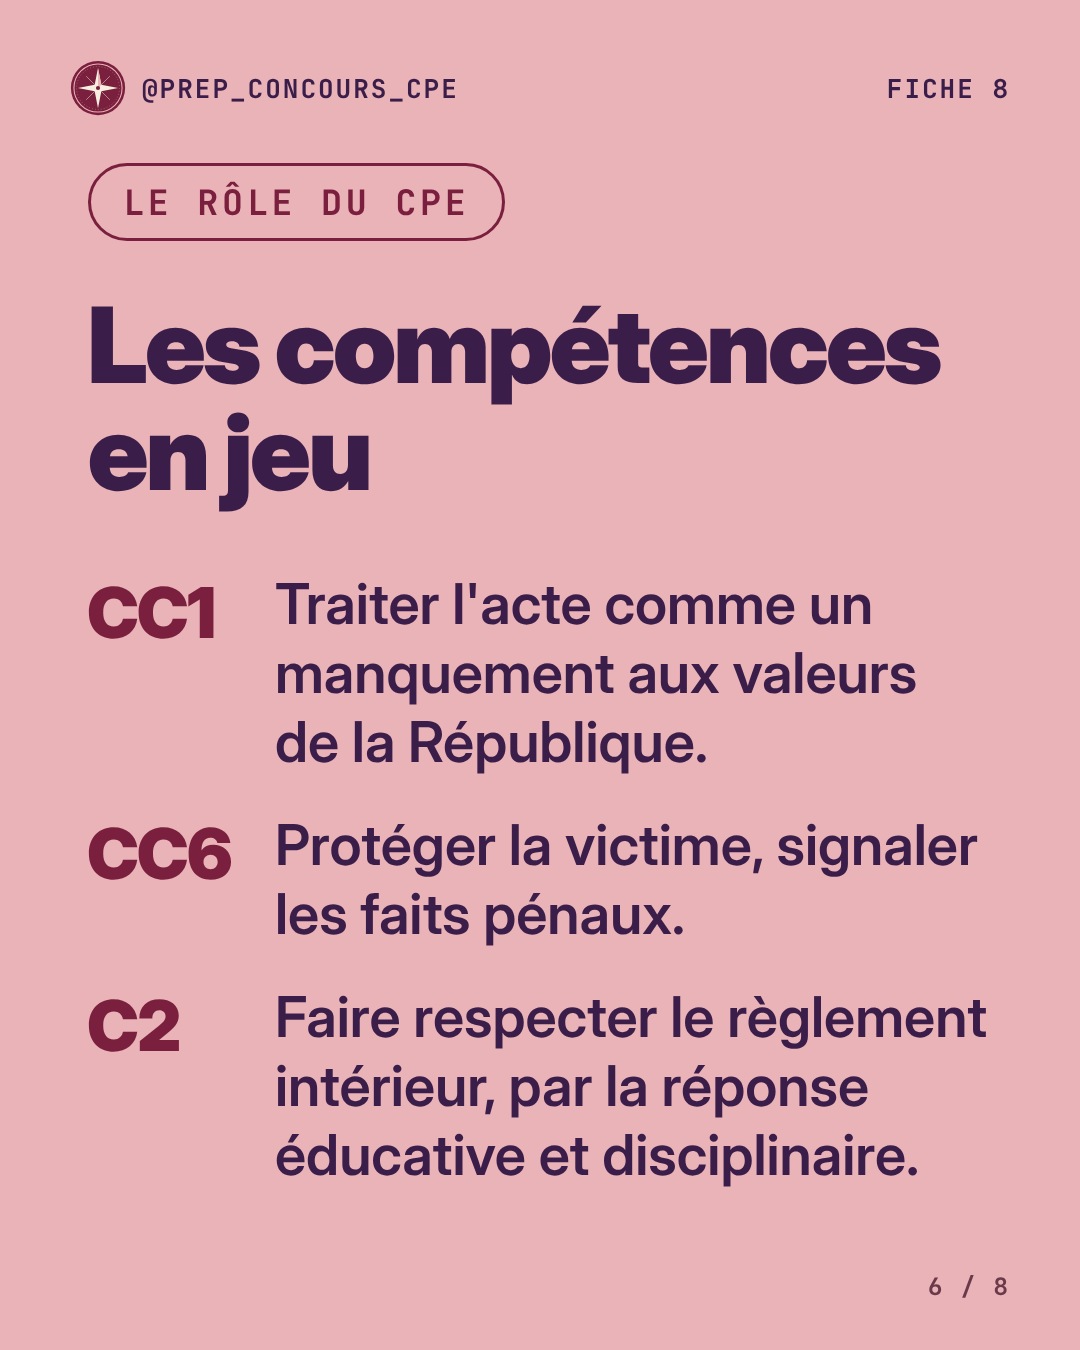 @PREP_CONCOURS_CPE
FICHE 8
LE RÔLE DU CPE
Les compétences
en jeu
CC1 Traiter l'acte comme un
manquement aux valeurs
de la République.
CC6 Protéger la victime, signaler
les faits pénaux.
C2 Faire respecter le règlement
intérieur, par la réponse
éducative et disciplinaire.
6 / 8